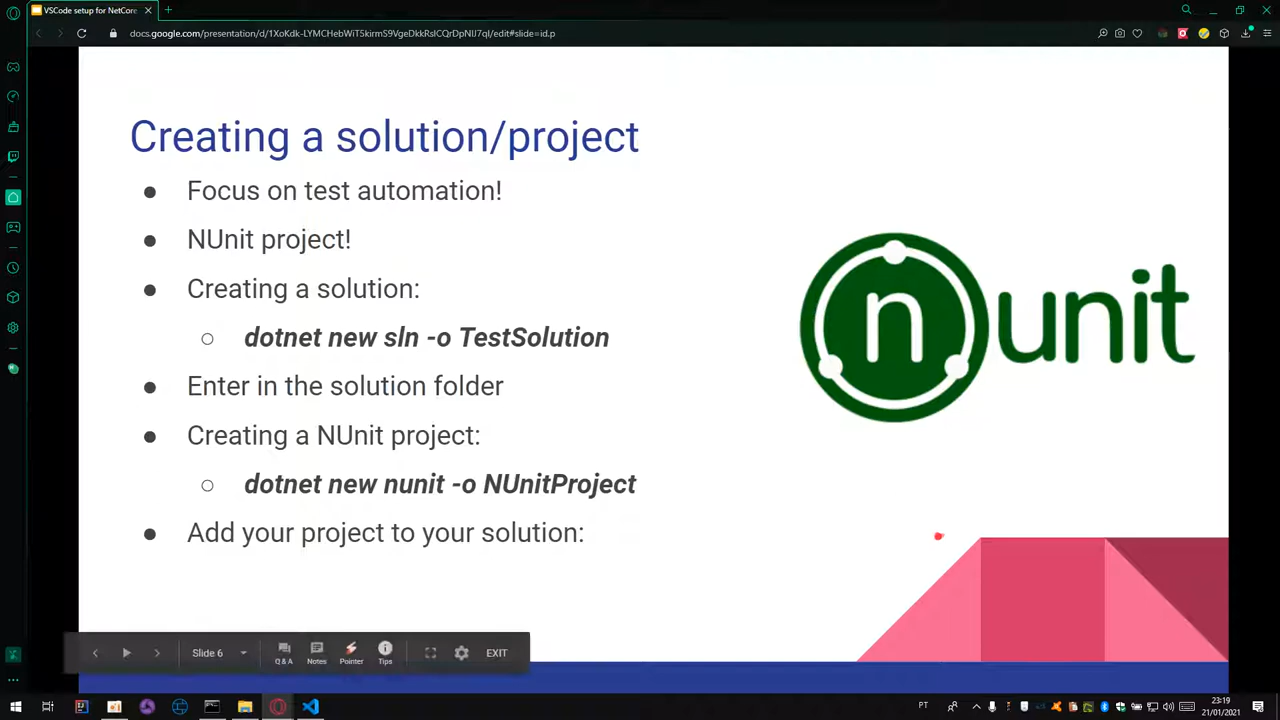 VSCode setup for NetCore
docs.google.com/presentation/d/1XoKdk-LYMCHebWiT5kirmS9VgeDkkRslCQrDpNIJ7qI/edit#slide=id.p
Creating a solution/project
● Focus on test automation!
● NUnit project!
● Creating a solution:
○ dotnet new sln -o TestSolution
● Enter in the solution folder
● Creating a NUnit project:
○ dotnet new nunit -o NUnitProject
● Add your project to your solution:
nunit
Slide 6
Q & A
Notes
Pointer
Tips
EXIT
PT
23:19
21/01/2021